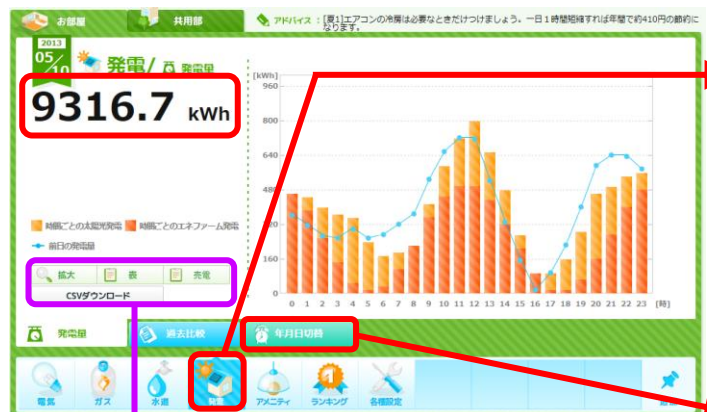 お部屋
共用部
アドバイス：[夏1]エアコンの冷房は必要なときだけつけましょう。一日１時間短縮すれば年間で約410円の節約に
なります。
2013
05/10
発電/ 発電量
9316.7 kWh
[kWh]
960
800
640
480
160
0
0 1 2 3 4 5 6 7 8 9 10 11 12 13 14 15 16 17 18 19 20 21 22 23 [時]
時間ごとの太陽光発電 時間ごとのエネファーム発電
前日の発電量
拡大 表 売電
CSVダウンロード
発電量
過去比較
年月日切替
電気 ガス 水道 発電 アメニティ ランキング 各種設定